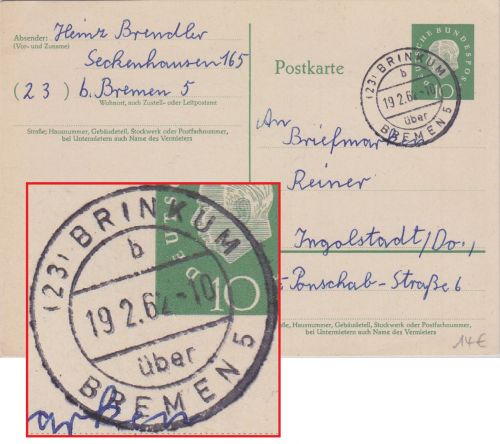 Absender:
(Vor- und Zuname)
Heinz Brendler
Seckenhausen 165
(23) b. Bremen 5
Wohnort, auch Zustell- oder Leitpostamt
Straße, Hausnummer, Gebäudeteil, Stockwerk oder Postfachnummer,
bei Untermietern auch Name des Vermieters
Postkarte
DEUTSCHE BUNDESPOST
10
(23) BRINKUM
b
19.2.62-10
über
BREMEN 5
An
Briefmarken
Reiner
Ingolstadt/Do.,
Ponschab-Straße 6
Straße, Hausnummer, Gebäudeteil, Stockwerk oder Postfachnummer,
bei Untermietern auch Name des Vermieters
14€
(23) BRINKUM
b
19.2.62-10
über
BREMEN 5
10